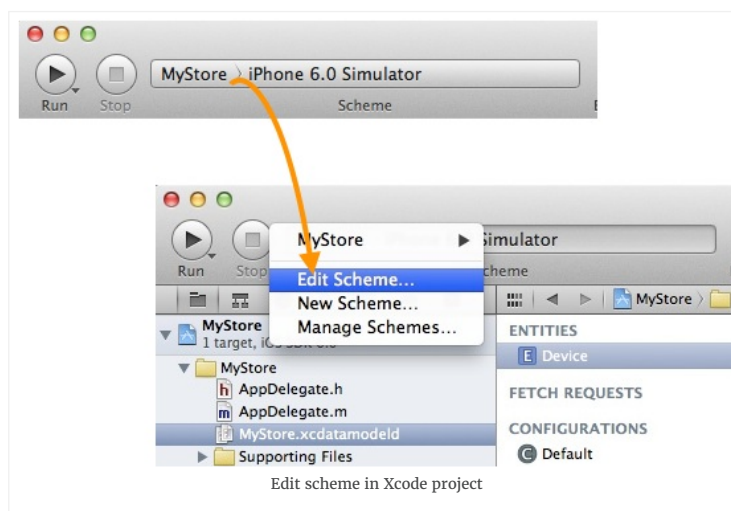 MyStore 〉 iPhone 6.0 Simulator
Run Stop Scheme
MyStore Simulator
Run Stop
Edit Scheme...
New Scheme...
Manage Schemes...
MyStore
MyStore
1 target,
ENTITIES
E Device
MyStore
h AppDelegate.h
FETCH REQUESTS
m AppDelegate.m
MyStore.xcdatamodeld
CONFIGURATIONS
Supporting Files
C Default
Edit scheme in Xcode project